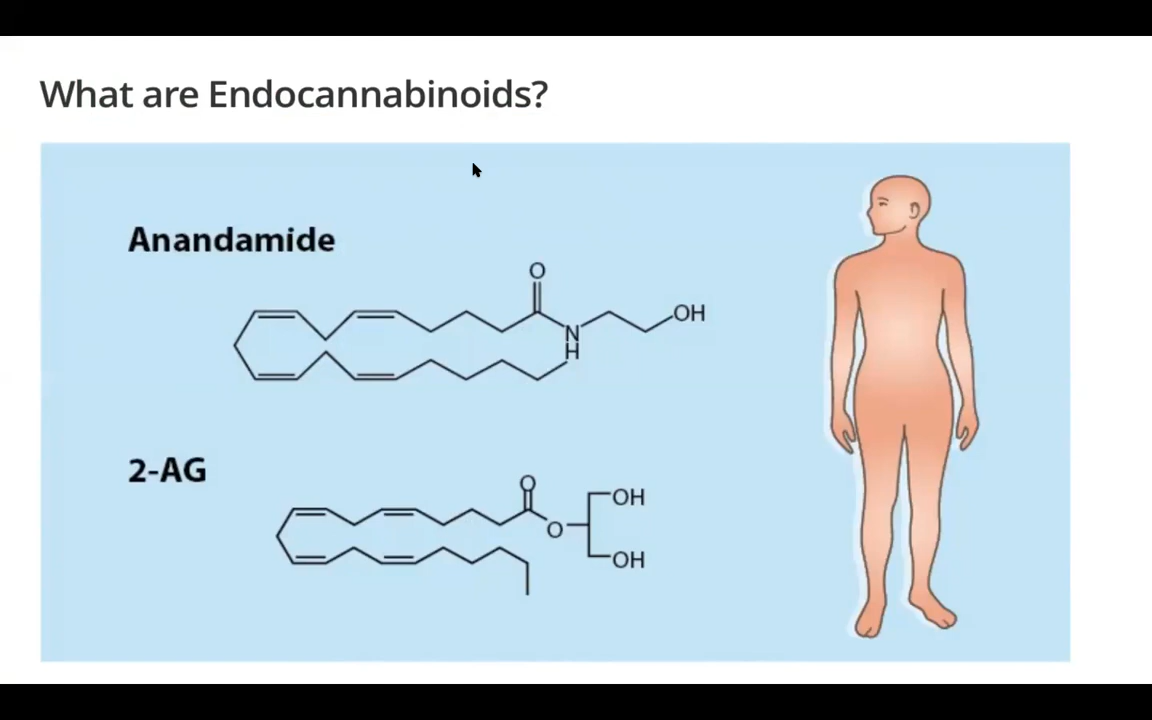 What are Endocannabinoids?
Anandamide
O
OH
N
H
2-AG
O
OH
O
OH